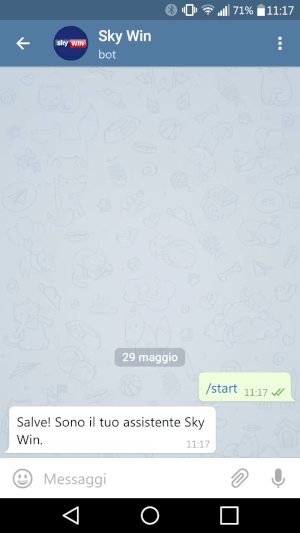 71% 11:17
sky WIN
Sky Win
bot
29 maggio
/start 11:17
Salve! Sono il tuo assistente Sky
Win.
11:17
Messaggi